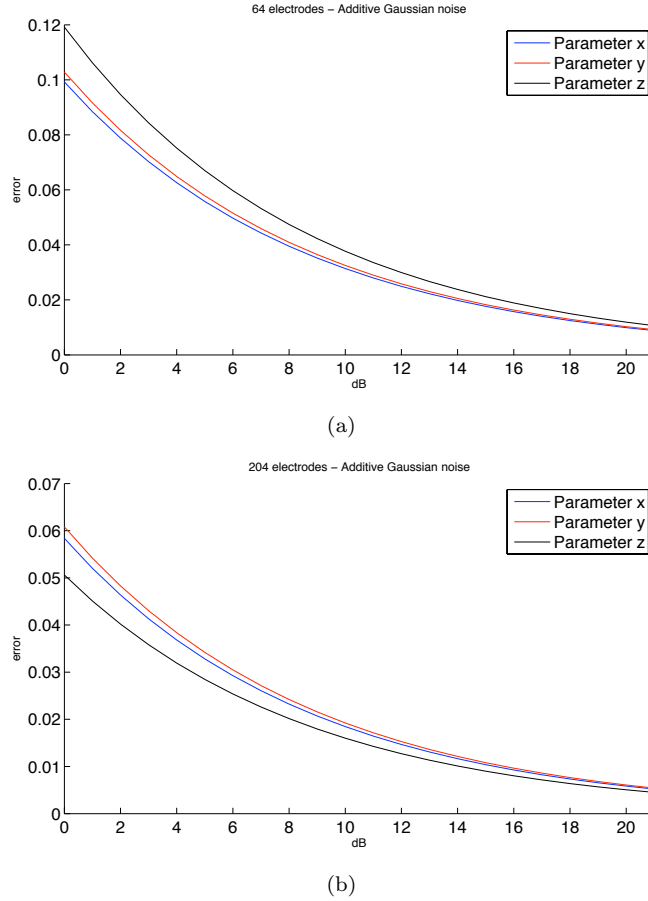 64 electrodes – Additive Gaussian noise
0.12
0.1
0.08
0.06
0.04
0.02
0
error
Parameter x
Parameter y
Parameter z
0 2 4 6 8 10 12 14 16 18 20
dB
(a)
204 electrodes – Additive Gaussian noise
0.07
0.06
0.05
0.04
0.03
0.02
0.01
0
error
Parameter x
Parameter y
Parameter z
0 2 4 6 8 10 12 14 16 18 20
dB
(b)